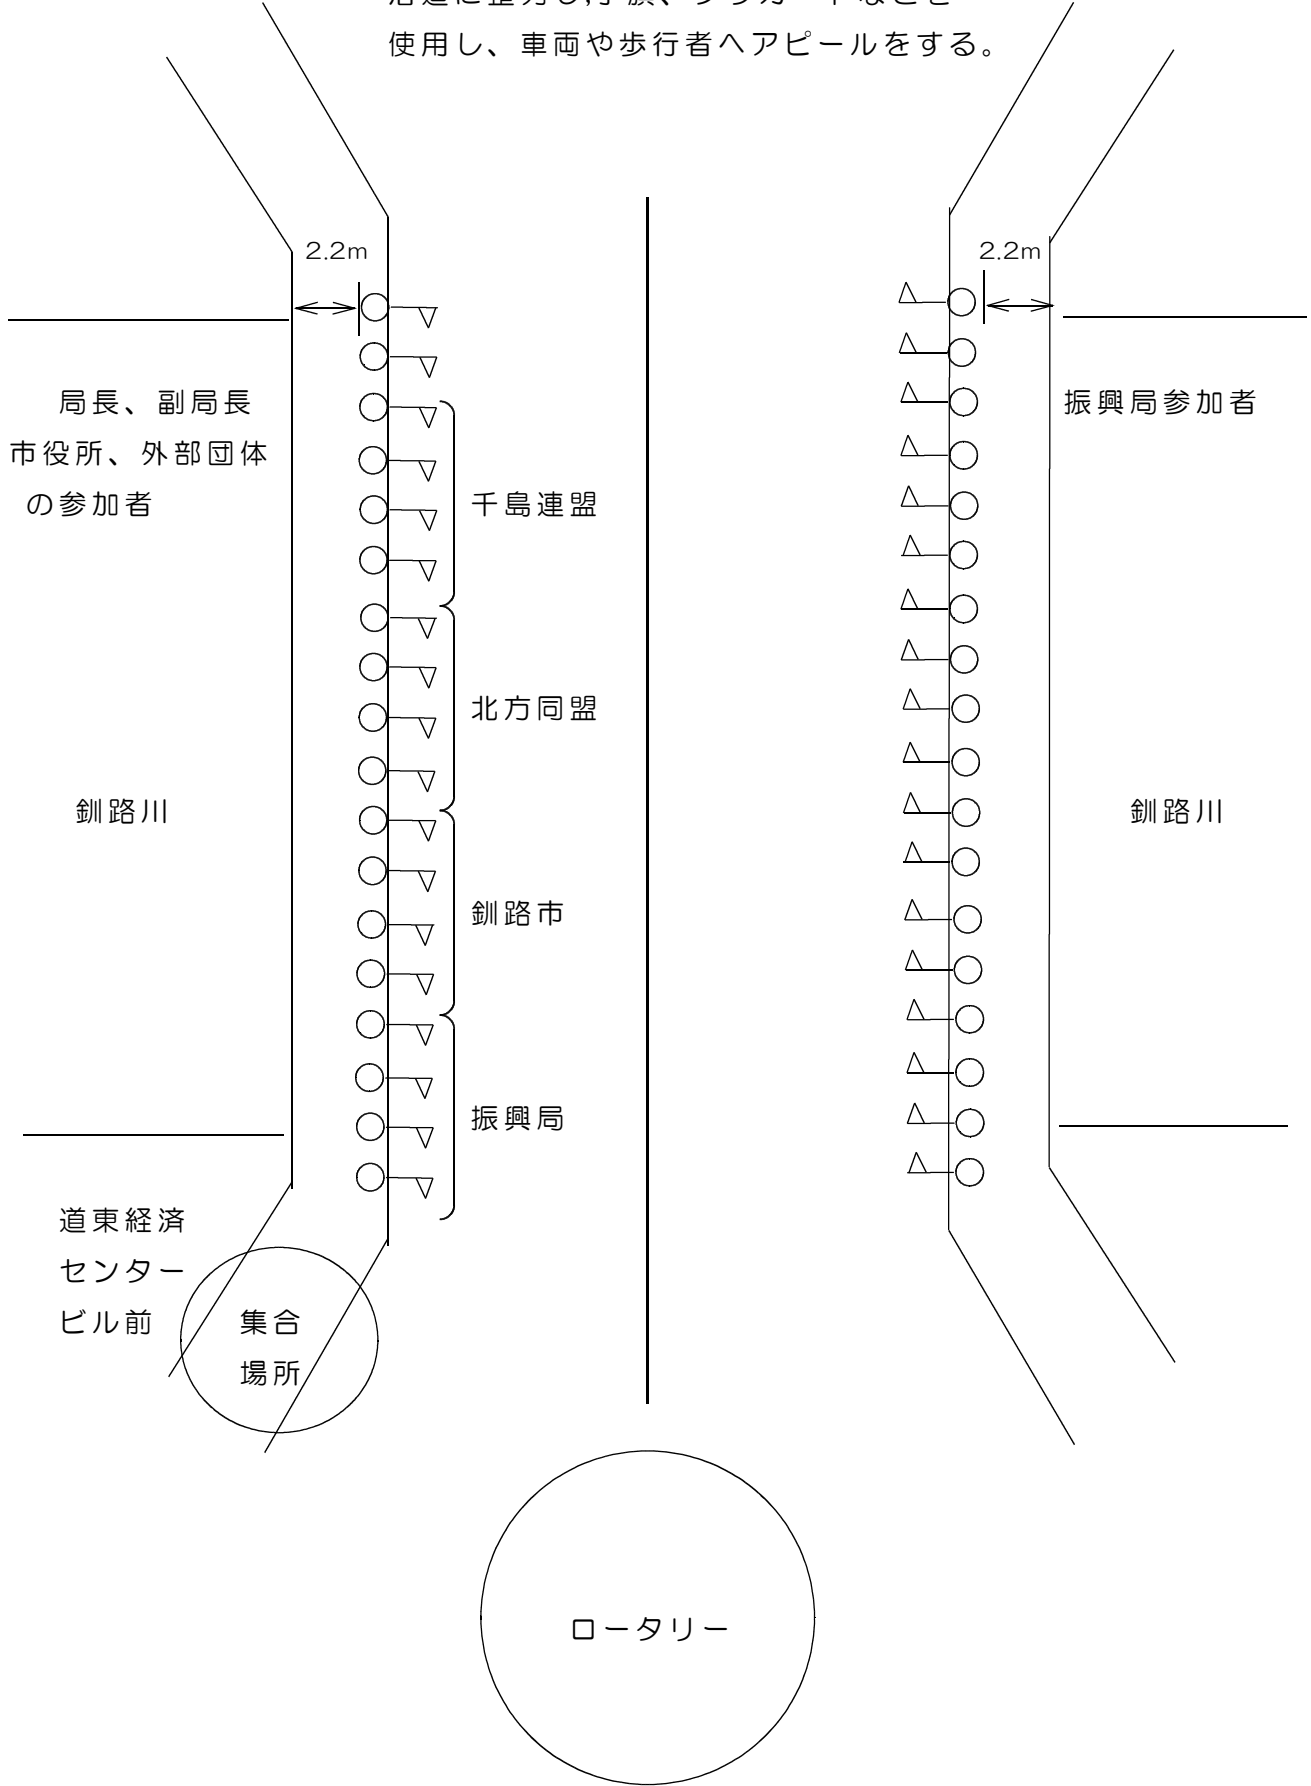 使用し、車両や歩行者へアピールをする。
2.2m
2.2m
局長、副局長
市役所、外部団体
の参加者
振興局参加者
千島連盟
北方同盟
釧路川
釧路川
釧路市
振興局
道東経済
センター
ビル前
集合
場所
ロータリー